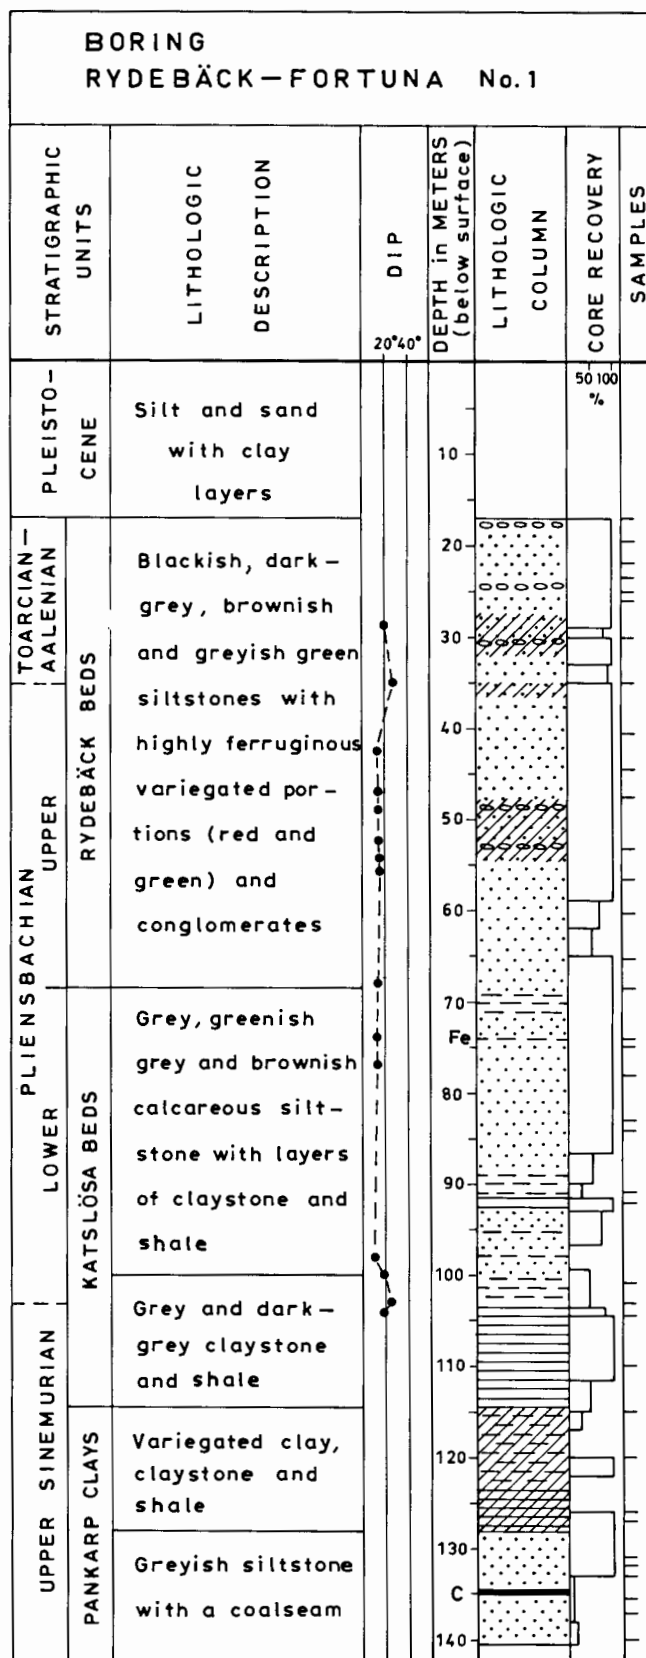 BORING
RYDEBÄCK—FORTUNA No.1
STRATIGRAPHIC
UNITS
LITHOLOGIC
DESCRIPTION
DIP
20° 40°
DEPTH in METERS
(below surface)
LITHOLOGIC
COLUMN
CORE RECOVERY
50 100
%
SAMPLES
PLEISTO—
CENE
TOARCIAN—
AALENIAN
PLIENSBACHIAN
UPPER
LOWER
UPPER SINEMURIAN
RYDEBÄCK BEDS
KATSLÖSA BEDS
PANKARP CLAYS
Silt and sand
with clay
layers
Blackish, dark—
grey, brownish
and greyish green
siltstones with
highly ferruginous
variegated por—
tions (red and
green) and
conglomerates
Grey, greenish
grey and brownish
calcareous silt—
stone with layers
of claystone and
shale
Grey and dark—
grey claystone
and shale
Variegated clay,
claystone and
shale
Greyish siltstone
with a coalseam
10
20
30
40
50
60
70
Fe
80
90
100
110
120
130
C
140